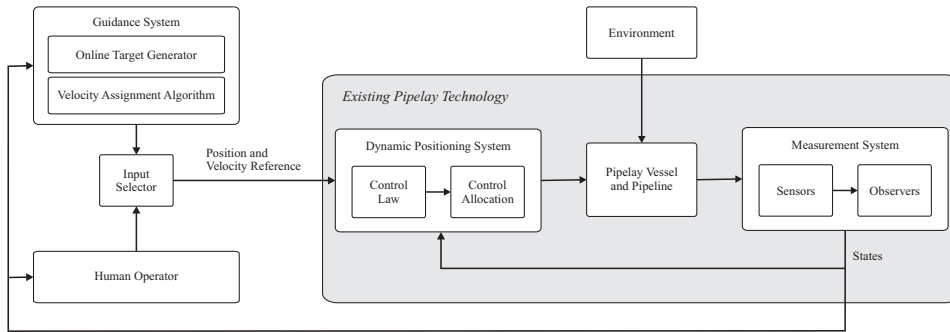 Guidance System
Online Target Generator
Velocity Assignment Algorithm
Input
Selector
Human Operator
Position and
Velocity Reference
Environment
Existing Pipelay Technology
Dynamic Positioning System
Control
Law
Control
Allocation
Pipelay Vessel
and Pipeline
Measurement System
Sensors
Observers
States